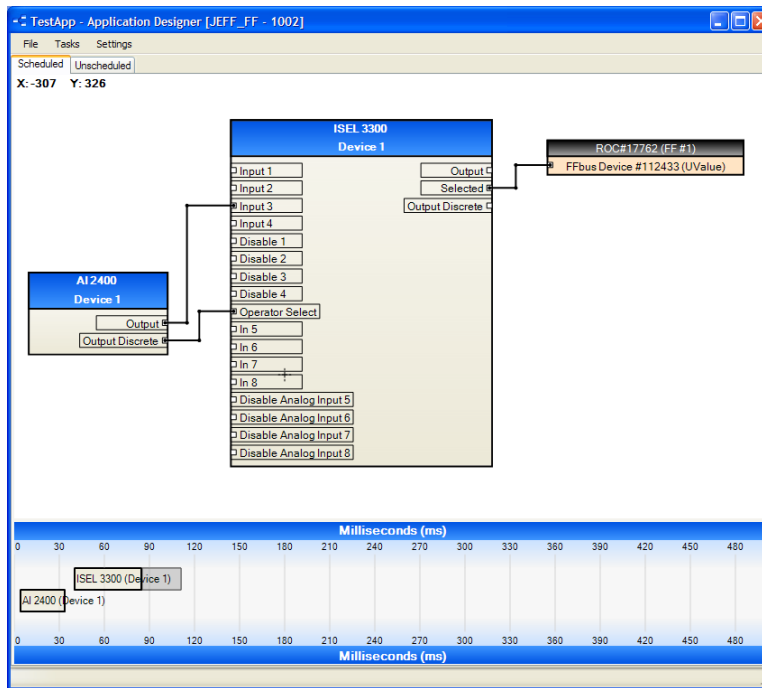 TestApp - Application Designer [JEFF_FF - 1002]
File Tasks Settings
Scheduled Unscheduled
X:-307 Y: 326
ISEL 3300
Device 1
Input 1
Input 2
Input 3
Input 4
Disable 1
Disable 2
Disable 3
Disable 4
Operator Select
In 5
In 6
In 7
In 8
Disable Analog Input 5
Disable Analog Input 6
Disable Analog Input 7
Disable Analog Input 8
Output
Selected
Output Discrete
ROC#17762 (FF #1)
FFbus Device #112433 (UValue)
AI 2400
Device 1
Output
Output Discrete
Milliseconds (ms)
0 30 60 90 120 150 180 210 240 270 300 330 360 390 420 450 480
ISEL 3300 (Device 1)
AI 2400 (Device 1)
0 30 60 90 120 150 180 210 240 270 300 330 360 390 420 450 480
Milliseconds (ms)